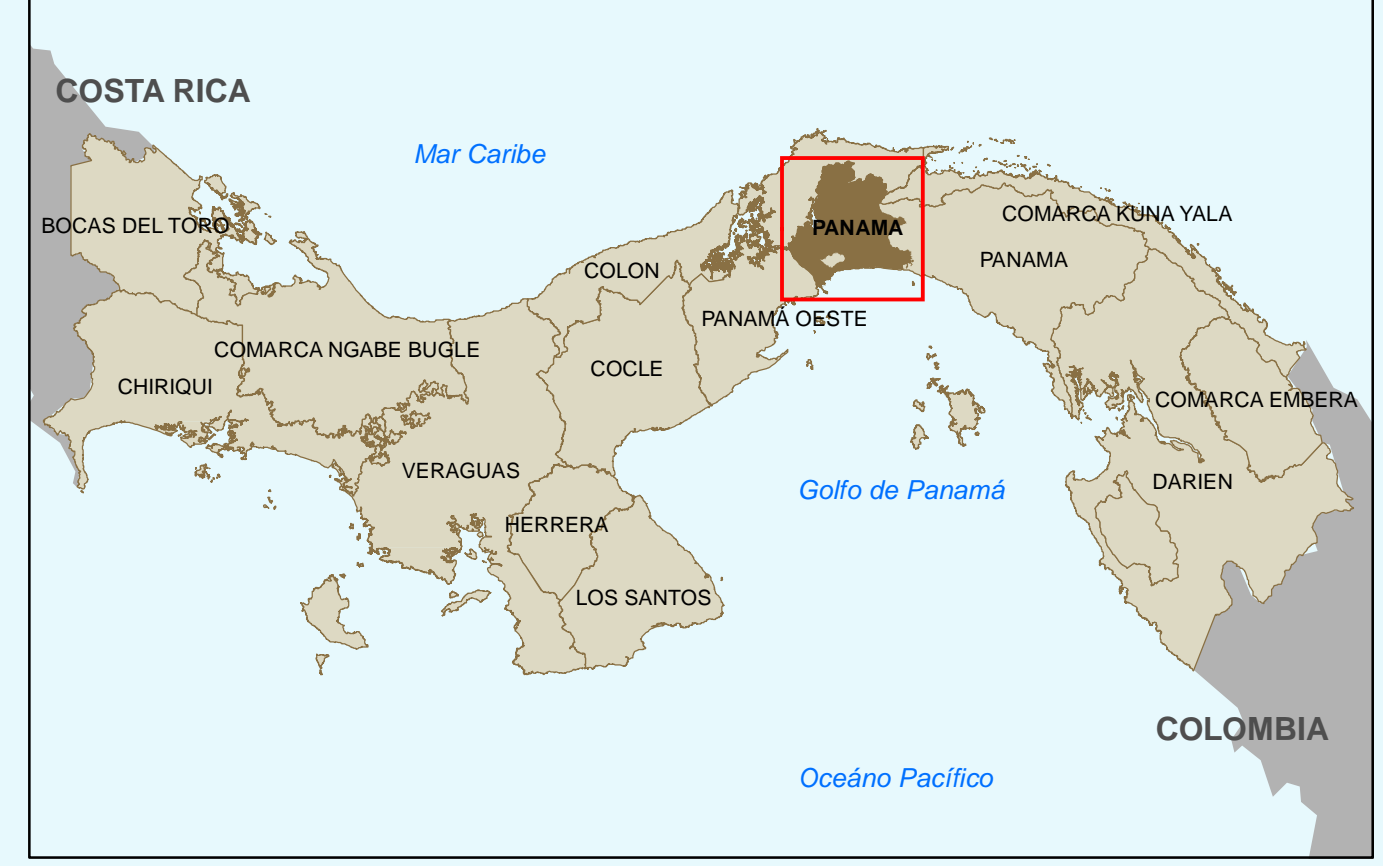 COSTA RICA
Mar Caribe
BOCAS DEL TORO
COMARCA KUNA YALA
PANAMA
PANAMA
COLON
PANAMÁ OESTE
COMARCA NGABE BUGLE
COCLE
CHIRIQUI
COMARCA EMBERA
VERAGUAS
DARIEN
Golfo de Panamá
HERRERA
LOS SANTOS
COLOMBIA
Oceáno Pacífico